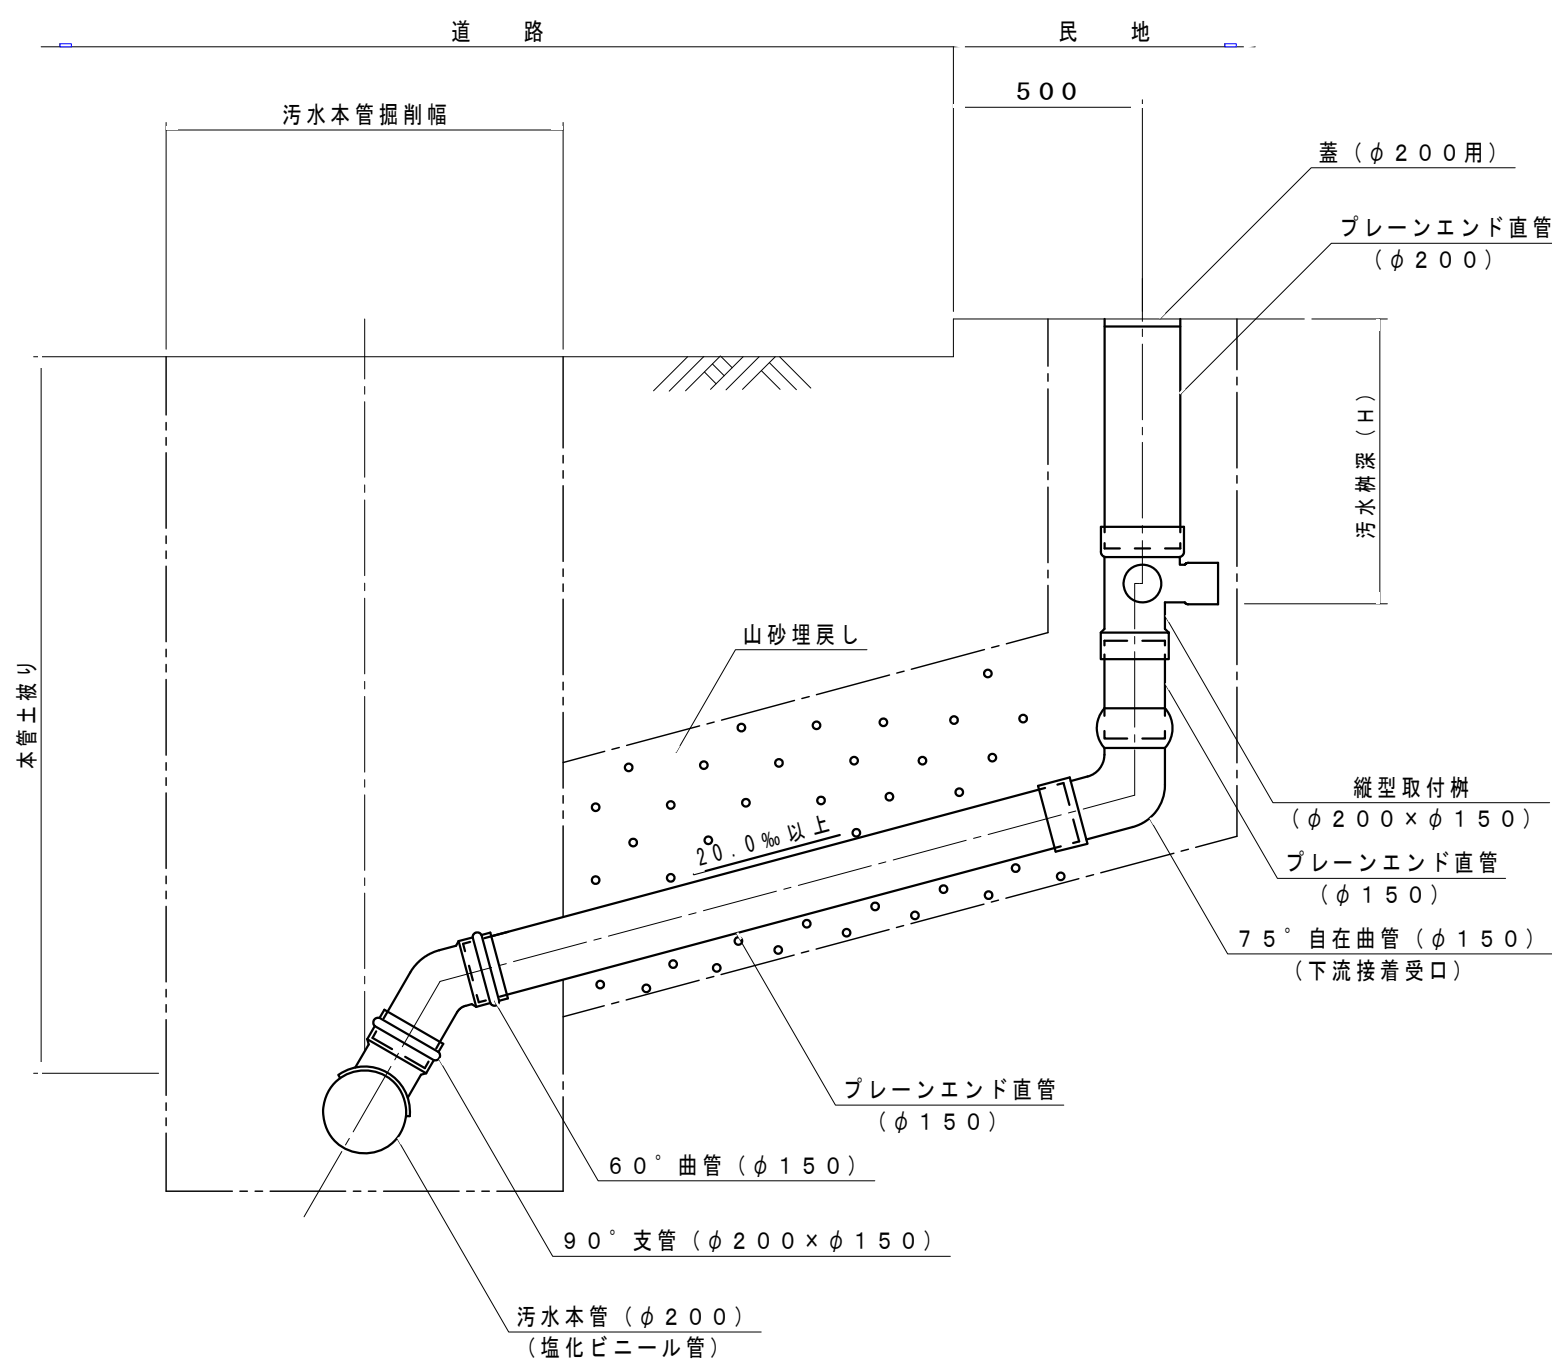 道　路
民　地
500
汚水本管掘削幅
蓋（φ２００用）
プレーンエンド直管
（φ２００）
汚水桝深（Ｈ）
山砂埋戻し
本管土被り
縦型取付桝
（φ２００×φ１５０）
２０．０‰以上
プレーンエンド直管
（φ１５０）
７５°自在曲管（φ１５０）
（下流接着受口）
プレーンエンド直管
（φ１５０）
６０°曲管（φ１５０）
９０°支管（φ２００×φ１５０）
汚水本管（φ２００）
（塩化ビニール管）